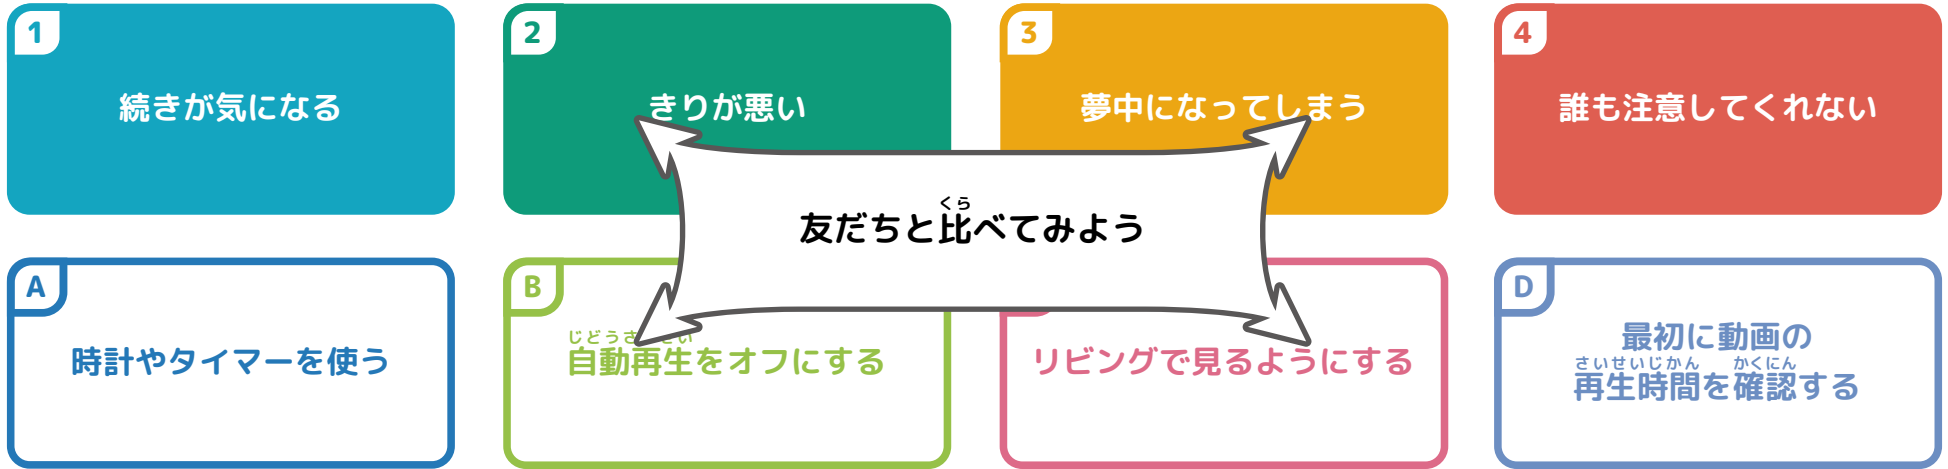 1
続きが気になる
2
きりが悪い
3
夢中になってしまう
4
誰も注意してくれない
くら
友だちと比べてみよう
A
時計やタイマーを使う
B
自動再生をオフにする
リビングで見るようにする
D
最初に動画の
さいせいじかん かくにん
再生時間を確認する